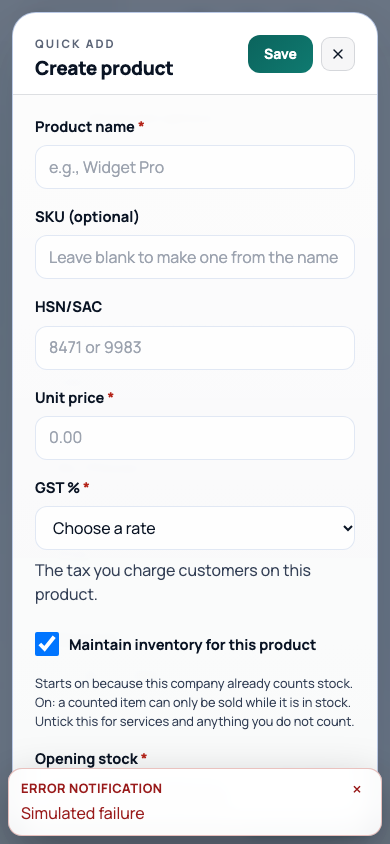 QUICK ADD
Create product
Save
×
Product name *
e.g., Widget Pro
SKU (optional)
Leave blank to make one from the name
HSN/SAC
8471 or 9983
Unit price *
0.00
GST % *
Choose a rate
The tax you charge customers on this
product.
Maintain inventory for this product
Starts on because this company already counts stock.
On: a counted item can only be sold while it is in stock.
Untick this for services and anything you do not count.
Opening stock *
ERROR NOTIFICATION
×
Simulated failure